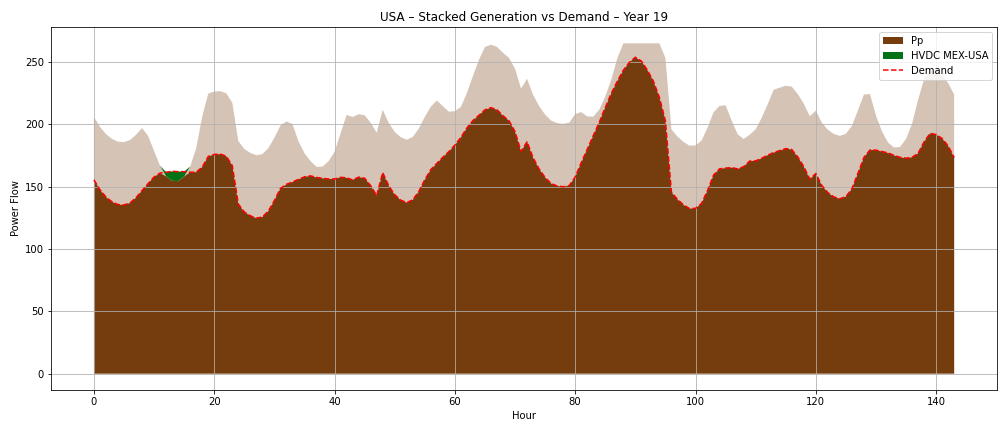 USA – Stacked Generation vs Demand – Year 19
Pp
HVDC MEX-USA
Demand
Power Flow
250
200
150
100
50
0
0 20 40 60 80 100 120 140
Hour